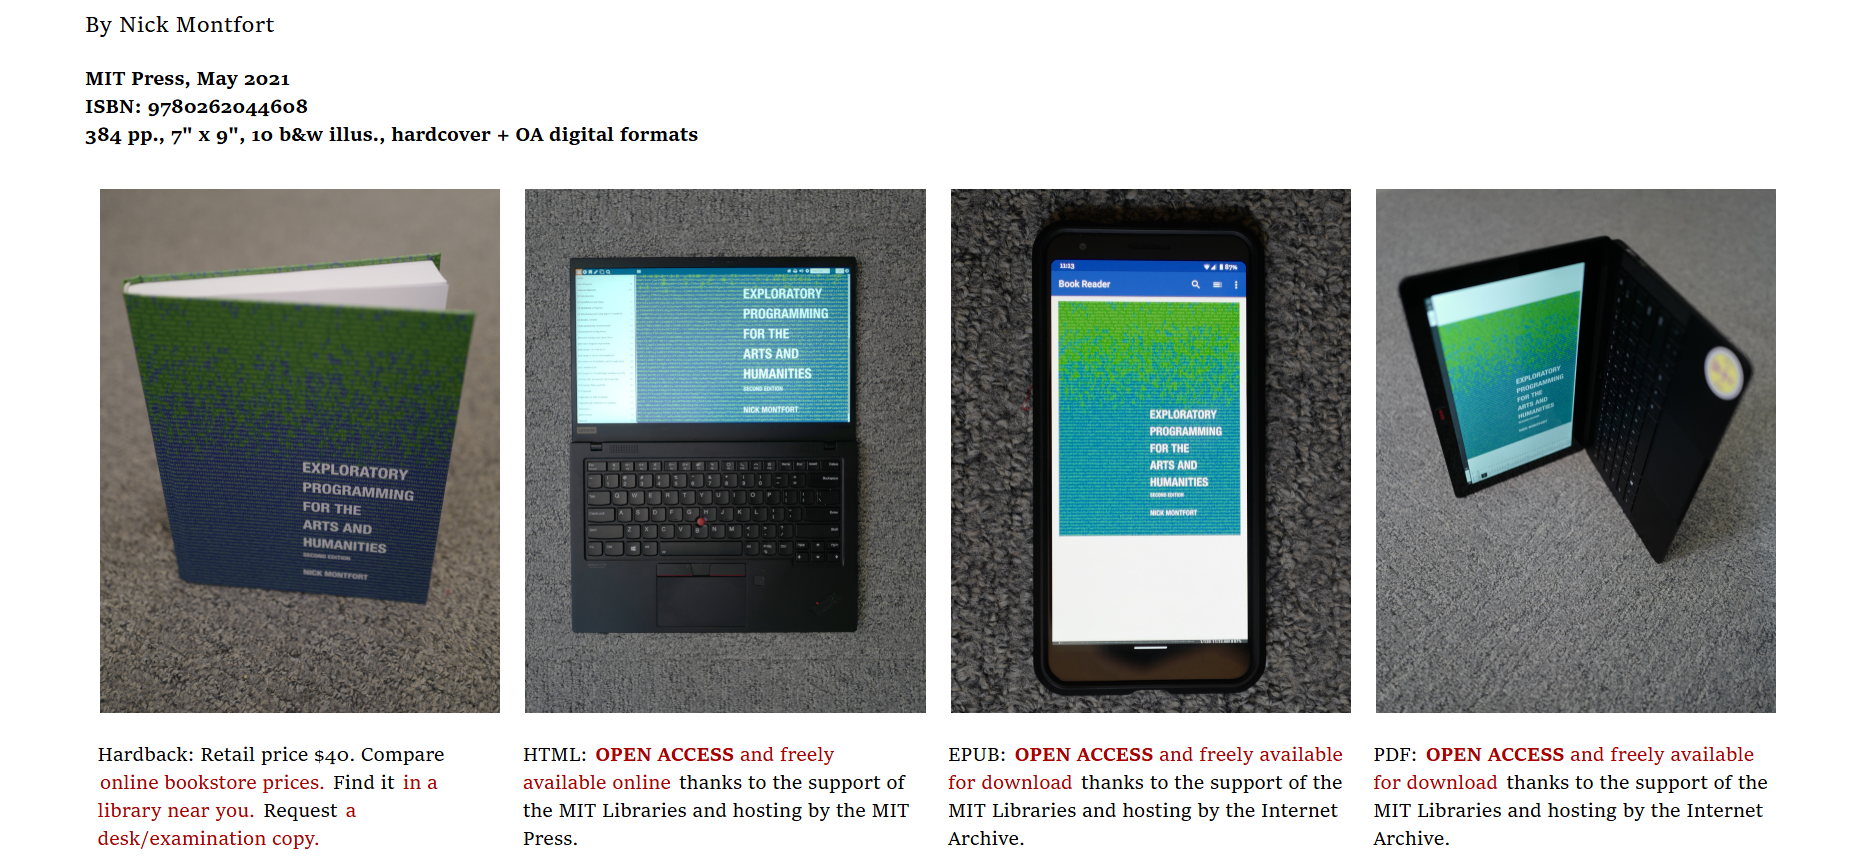 By Nick Montfort
MIT Press, May 2021
ISBN: 9780262044608
384 pp., 7" x 9", 10 b&w illus., hardcover + OA digital formats
EXPLORATORY
PROGRAMMING
FOR THE
ARTS AND
HUMANITIES
SECOND EDITION
NICK MONTFORT
EXPLORATORY
PROGRAMMING
FOR THE
ARTS AND
HUMANITIES
SECOND EDITION
NICK MONTFORT
11:13
87%
Book Reader
EXPLORATORY
PROGRAMMING
FOR THE
ARTS AND
HUMANITIES
SECOND EDITION
NICK MONTFORT
EXPLORATORY
PROGRAMMING
FOR THE
ARTS AND
HUMANITIES
Hardback: Retail price $40. Compare
online bookstore prices. Find it in a
library near you. Request a
desk/examination copy.
HTML: OPEN ACCESS and freely
available online thanks to the support of
the MIT Libraries and hosting by the MIT
Press.
EPUB: OPEN ACCESS and freely available
for download thanks to the support of the
MIT Libraries and hosting by the Internet
Archive.
PDF: OPEN ACCESS and freely available
for download thanks to the support of the
MIT Libraries and hosting by the Internet
Archive.